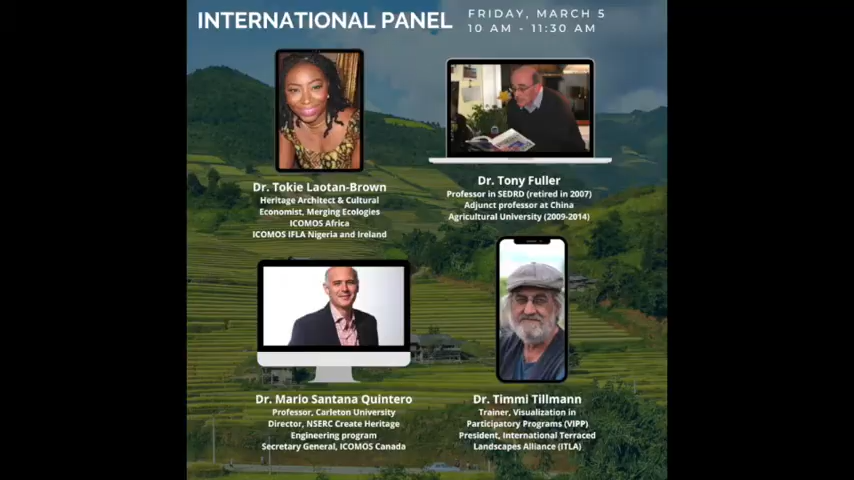 INTERNATIONAL PANEL
FRIDAY, MARCH 5
10 AM - 11:30 AM
Dr. Tokie Laotan-Brown
Heritage Architect & Cultural
Economist, Merging Ecologies
ICOMOS Africa
ICOMOS IFLA Nigeria and Ireland
Dr. Tony Fuller
Professor in SEDRD (retired in 2007)
Adjunct professor at China
Agricultural University (2009-2014)
Dr. Mario Santana Quintero
Professor, Carleton University
Director, NSERC Create Heritage
Engineering program
Secretary General, ICOMOS Canada
Dr. Timmi Tillmann
Trainer, Visualization in
Participatory Programs (VIPP)
President, International Terraced
Landscapes Alliance (ITLA)